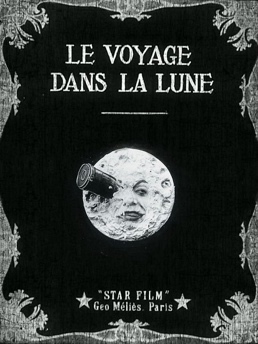 LE VOYAGE
DANS LA LUNE
"STAR FILM"
Geo Méliès. Paris